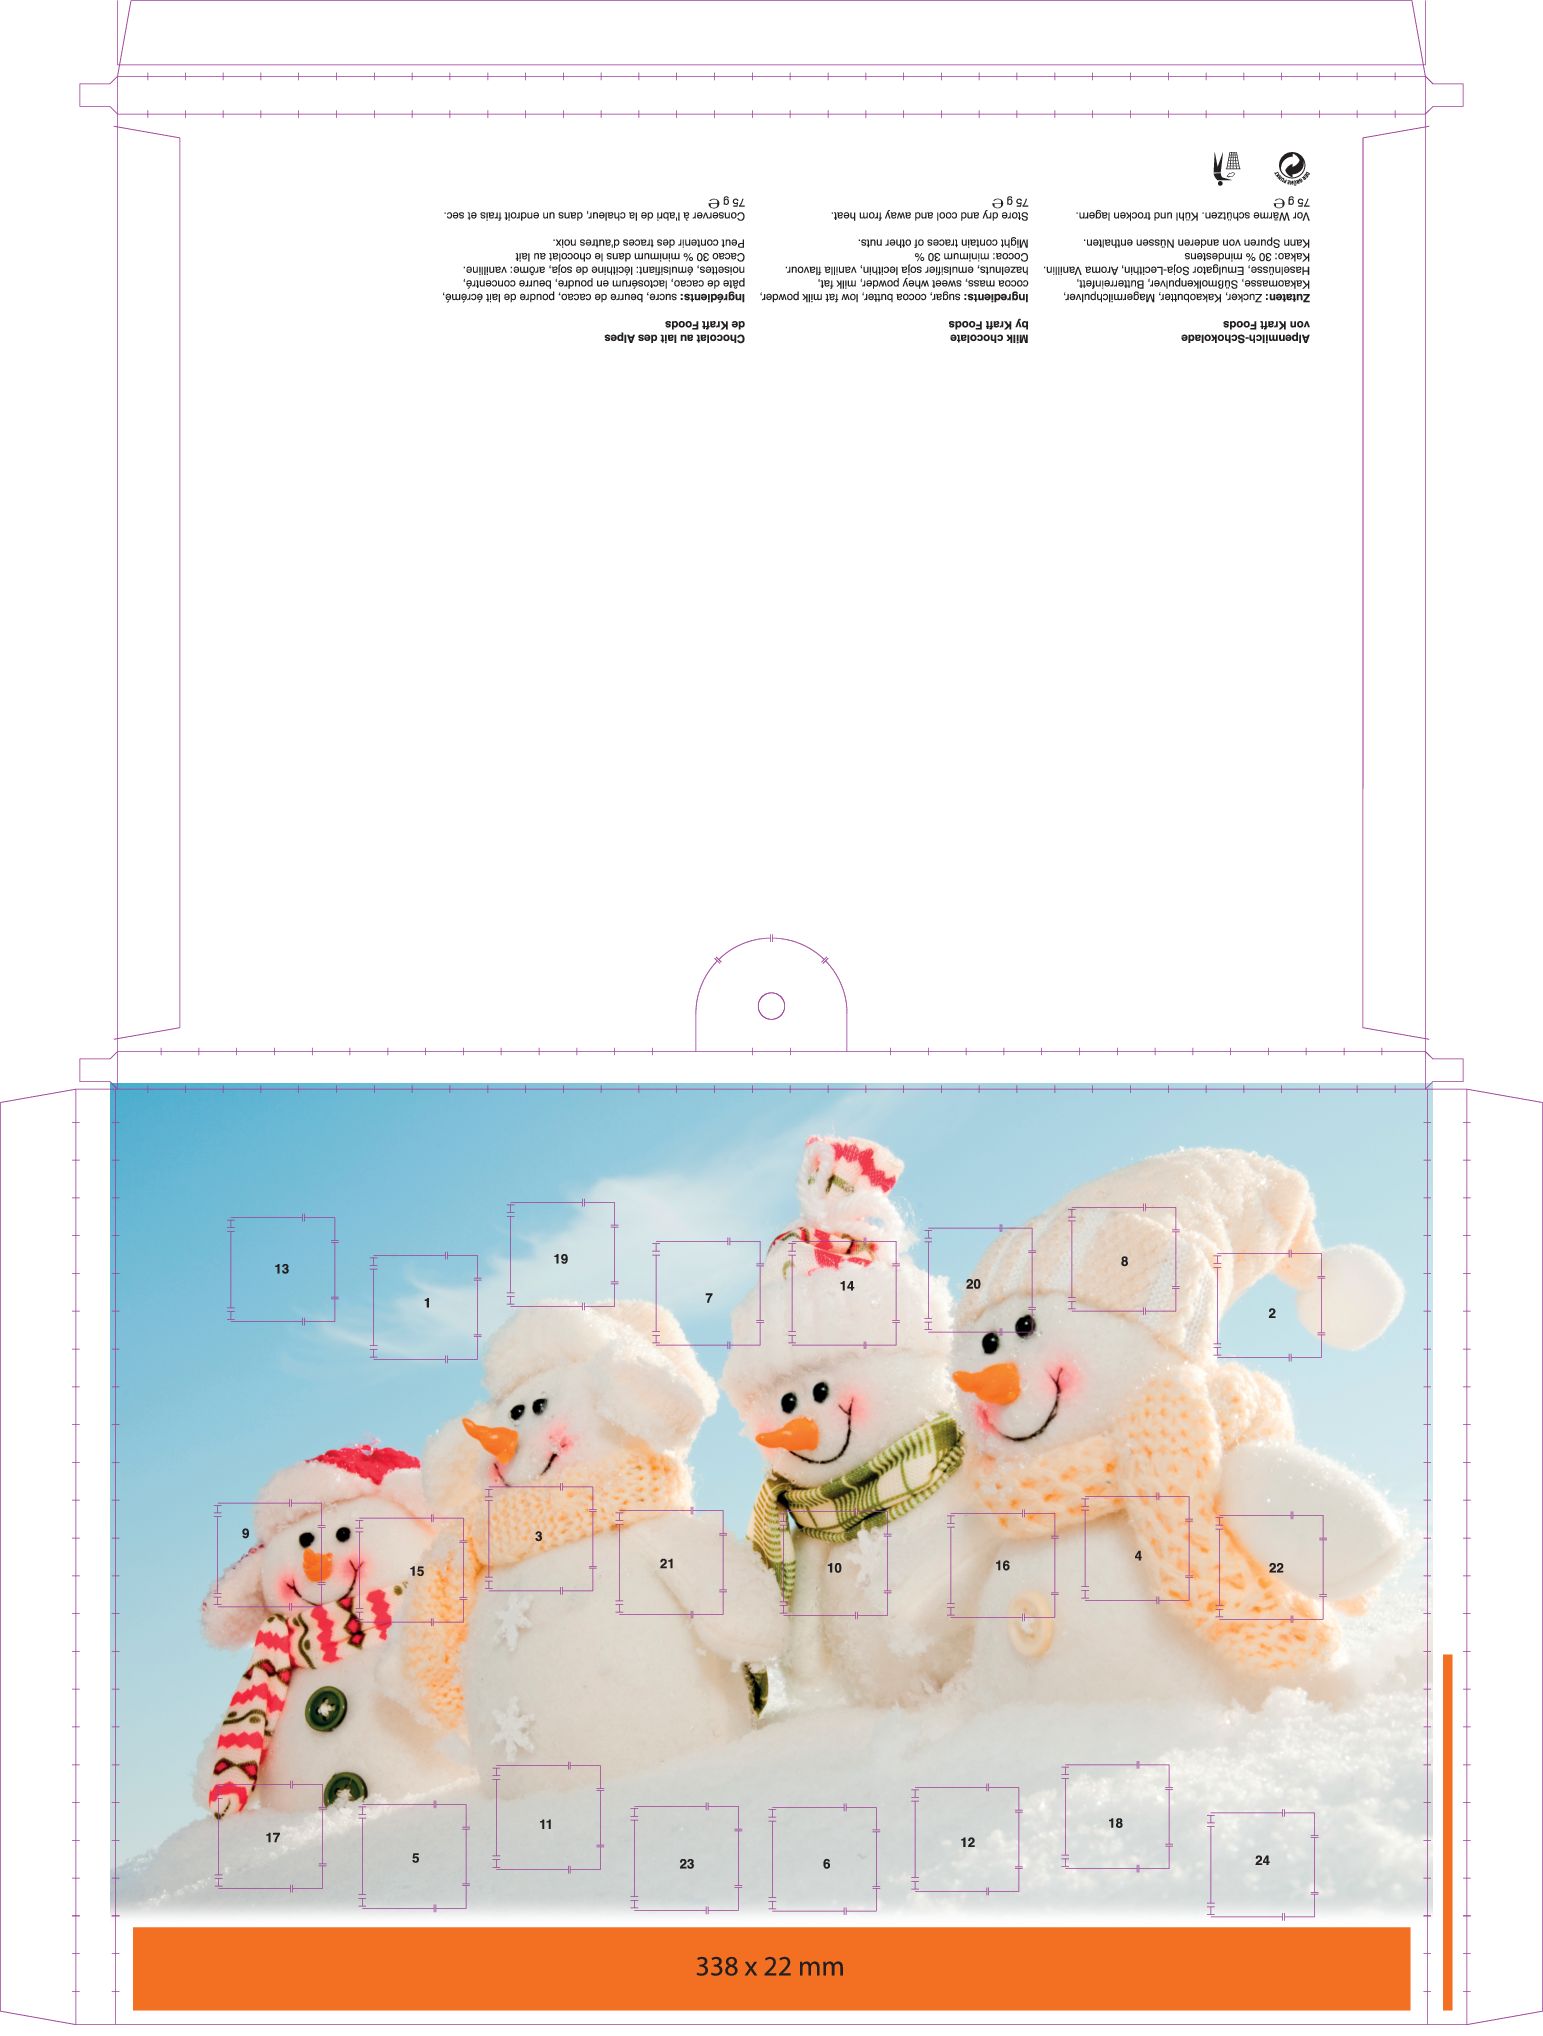 Alpenmilch-Schokolade
von Kraft Foods
Zutaten: Zucker, Kakaobutter, Magermilchpulver,
Kakaomasse, Süßmolkenpulver, Butterreinfett,
Haselnüsse, Emulgator Soja-Lecithin, Aroma Vanillin.
Kakao: 30 % mindestens
Kann Spuren von anderen Nüssen enthalten.
Vor Wärme schützen. Kühl und trocken lagern.
75 g ℮
DER GRÜNE PUNKT
Milk chocolate
by Kraft Foods
Ingredients: sugar, cocoa butter, low fat milk powder,
cocoa mass, sweet whey powder, milk fat,
hazelnuts, emulsifier soja lecithin, vanilla flavour.
Cocoa: minimum 30 %
Might contain traces of other nuts.
Store dry and cool and away from heat.
75 g ℮
Chocolat au lait des Alpes
de Kraft Foods
Ingrédients: sucre, beurre de cacao, poudre de lait écrémé,
pâte de cacao, lactosérum en poudre, beurre concentré,
noisettes, émulsifiant: lécithine de soja, arôme: vanilline.
Cacao 30 % minimum dans le chocolat au lait
Peut contenir des traces d'autres noix.
Conserver à l'abri de la chaleur, dans un endroit frais et sec.
75 g ℮
13
1
19
7
14
20
8
2
9
15
3
21
10
16
4
22
17
5
11
23
6
12
18
24
338 x 22 mm